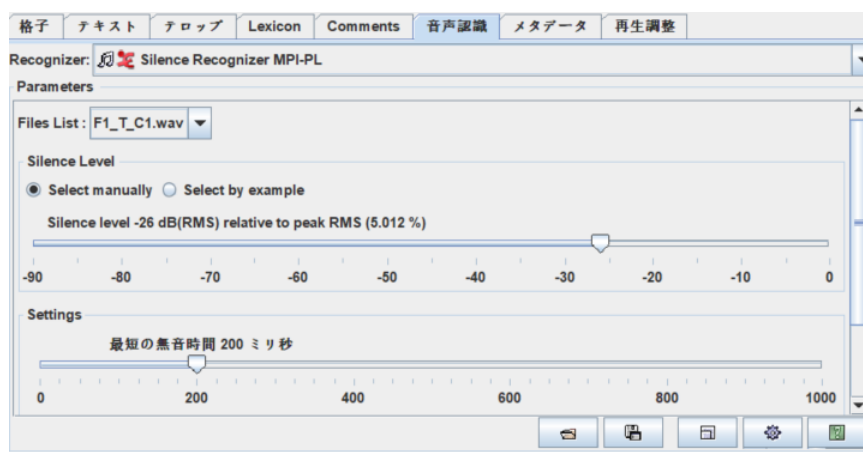 格子 テキスト テロップ Lexicon Comments 音声認識 メタデータ 再生調整
Recognizer: Silence Recognizer MPI-PL
Parameters
Files List : F1_T_C1.wav
Silence Level
Select manually Select by example
Silence level -26 dB(RMS) relative to peak RMS (5.012 %)
-90 -80 -70 -60 -50 -40 -30 -20 -10 0
Settings
最短の無音時間 200 ミリ秒
0 200 400 600 800 1000